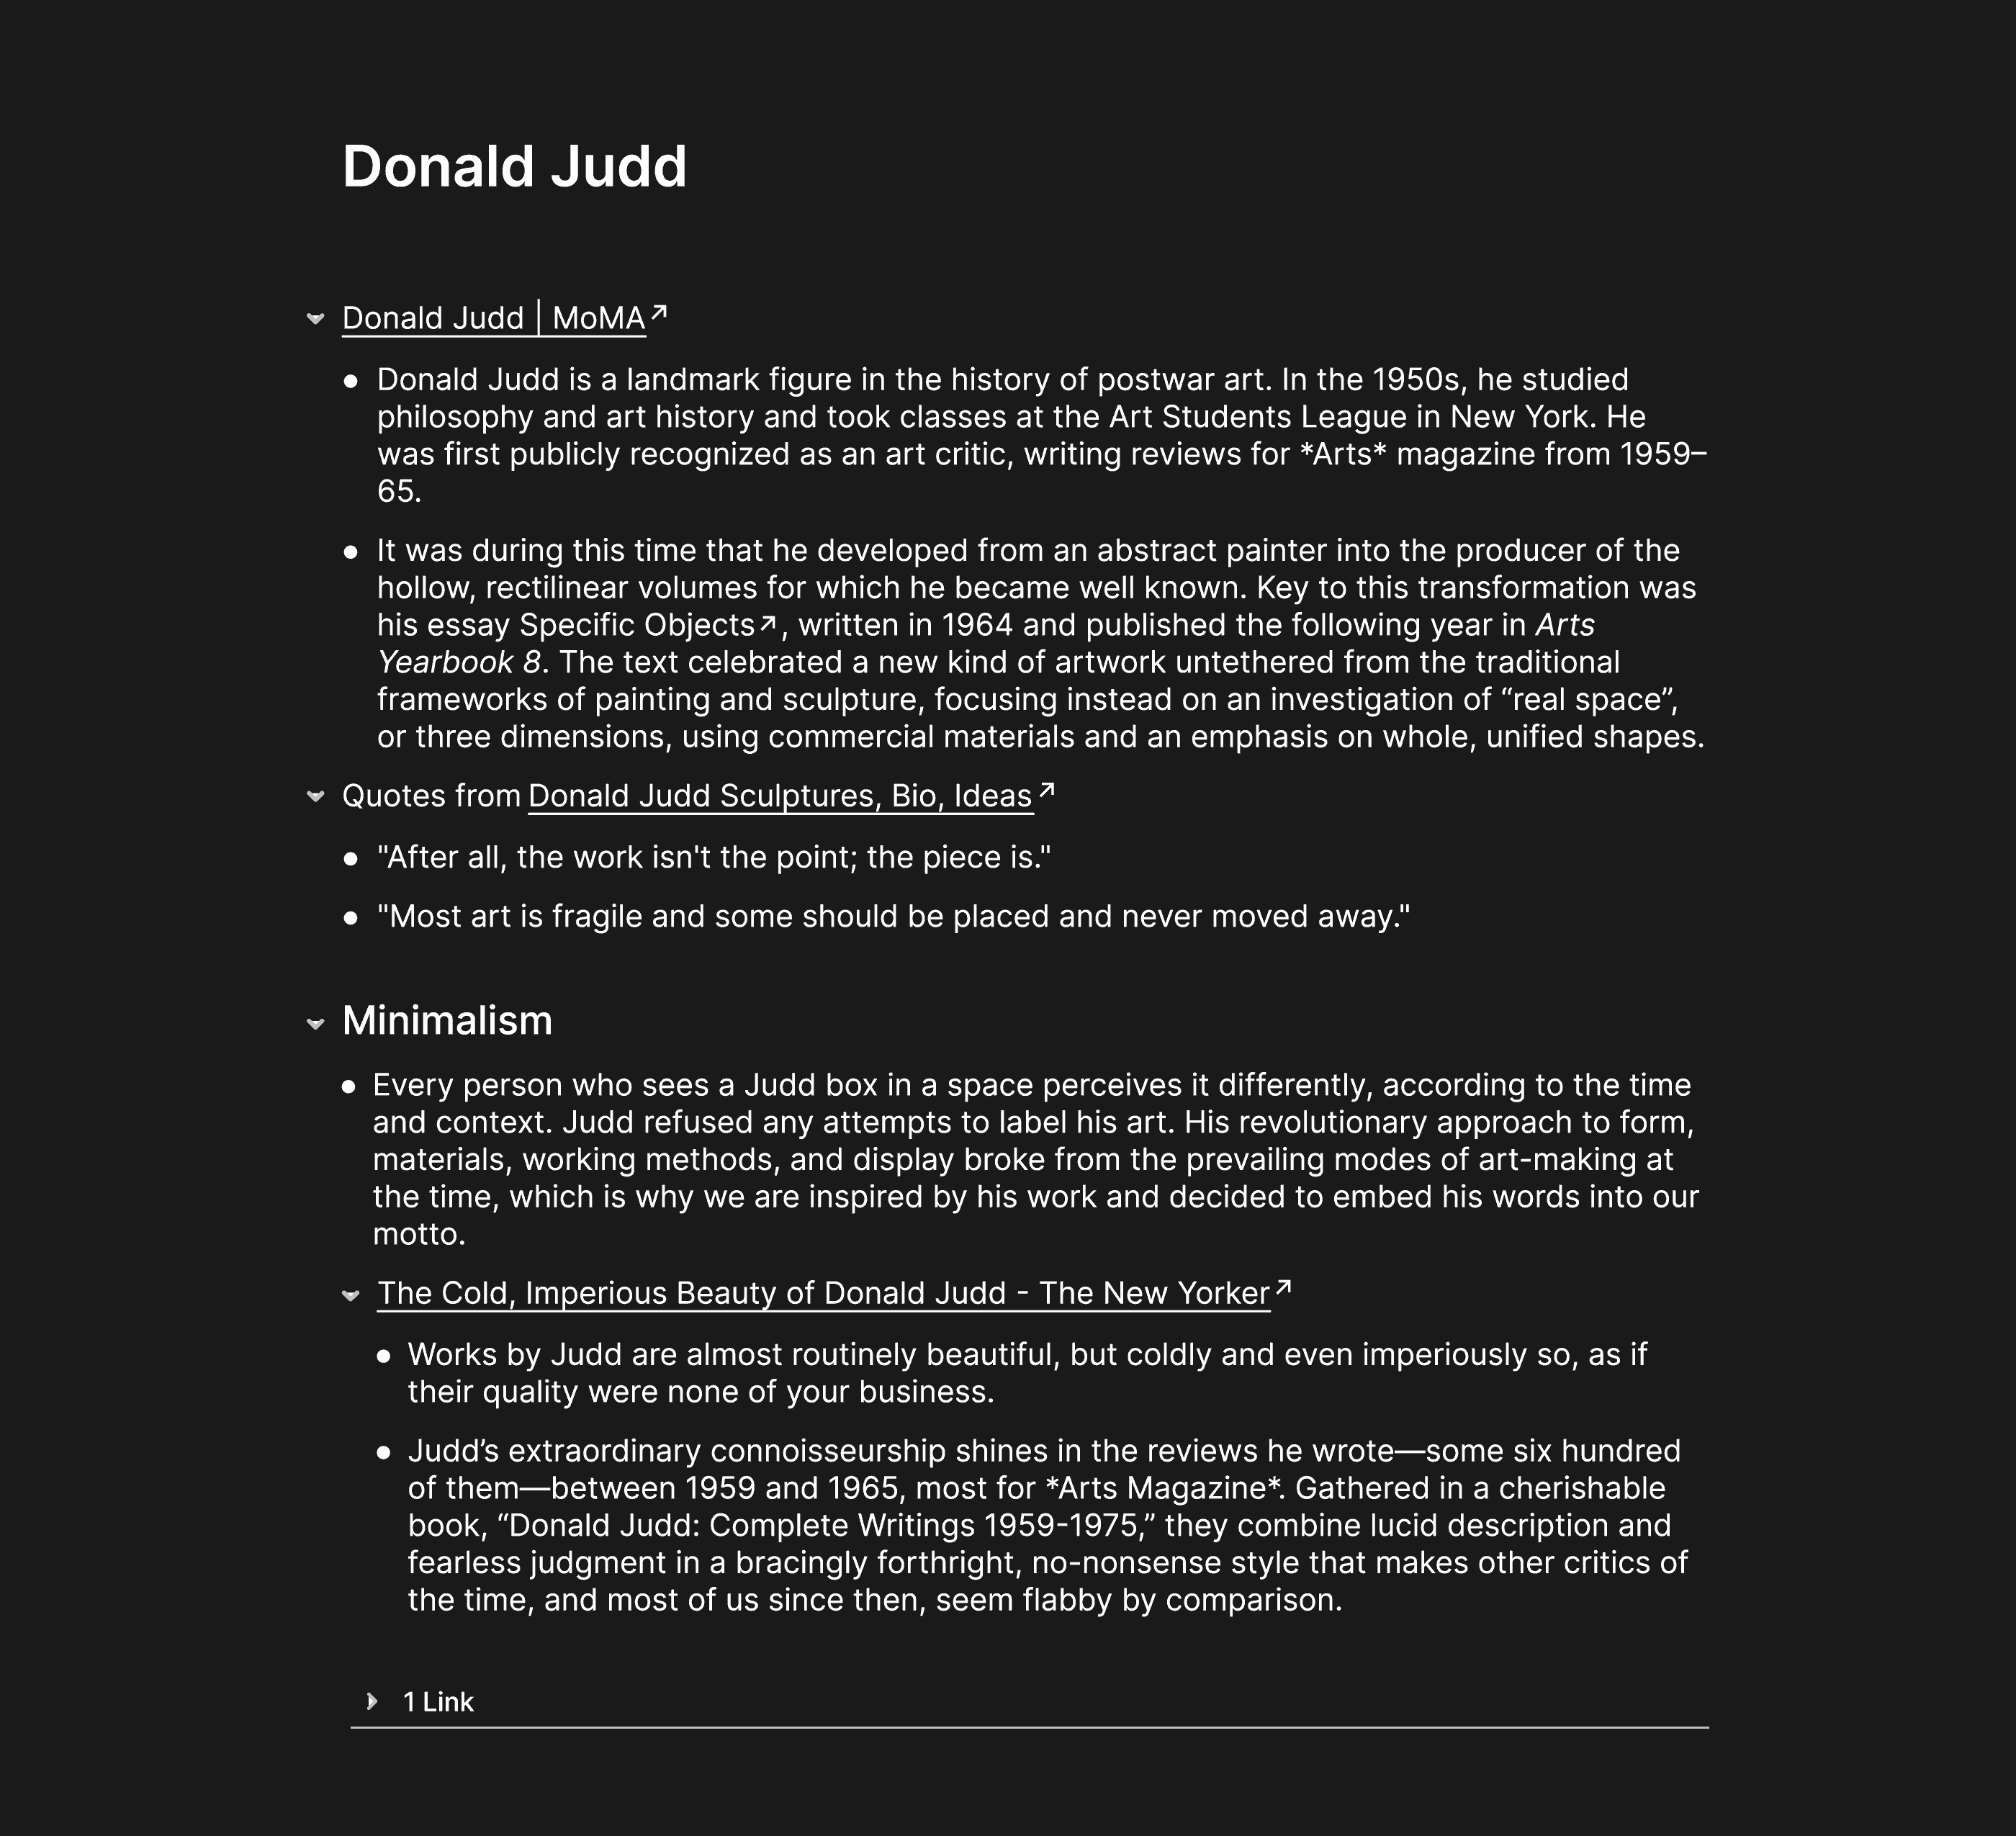 Donald Judd
Donald Judd | MoMA↗
Donald Judd is a landmark figure in the history of postwar art. In the 1950s, he studied
philosophy and art history and took classes at the Art Students League in New York. He
was first publicly recognized as an art critic, writing reviews for *Arts* magazine from 1959–
65.
It was during this time that he developed from an abstract painter into the producer of the
hollow, rectilinear volumes for which he became well known. Key to this transformation was
his essay Specific Objects↗, written in 1964 and published the following year in Arts
Yearbook 8. The text celebrated a new kind of artwork untethered from the traditional
frameworks of painting and sculpture, focusing instead on an investigation of “real space”,
or three dimensions, using commercial materials and an emphasis on whole, unified shapes.
Quotes from Donald Judd Sculptures, Bio, Ideas↗
"After all, the work isn't the point; the piece is."
"Most art is fragile and some should be placed and never moved away."
Minimalism
Every person who sees a Judd box in a space perceives it differently, according to the time
and context. Judd refused any attempts to label his art. His revolutionary approach to form,
materials, working methods, and display broke from the prevailing modes of art-making at
the time, which is why we are inspired by his work and decided to embed his words into our
motto.
The Cold, Imperious Beauty of Donald Judd - The New Yorker↗
Works by Judd are almost routinely beautiful, but coldly and even imperiously so, as if
their quality were none of your business.
Judd’s extraordinary connoisseurship shines in the reviews he wrote—some six hundred
of them—between 1959 and 1965, most for *Arts Magazine*. Gathered in a cherishable
book, “Donald Judd: Complete Writings 1959-1975,” they combine lucid description and
fearless judgment in a bracingly forthright, no-nonsense style that makes other critics of
the time, and most of us since then, seem flabby by comparison.
1 Link